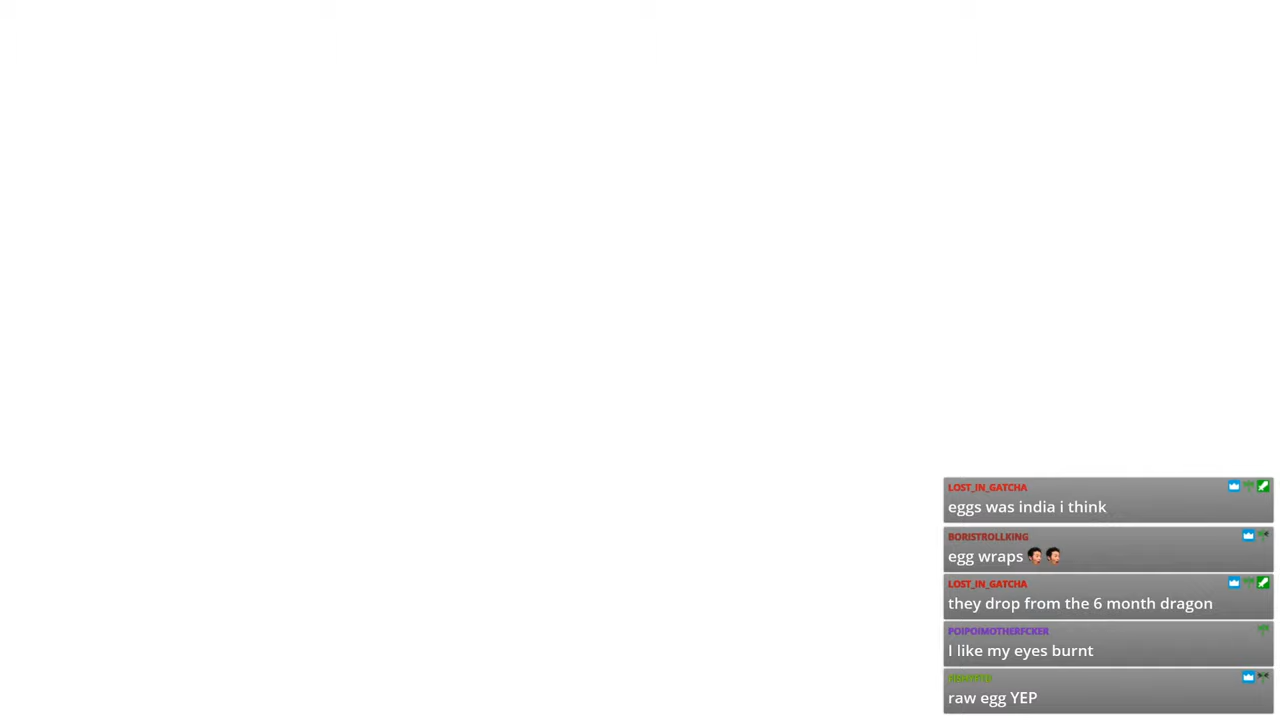 LOST_IN_GATCHA
eggs was india i think
BORISTROLLKING
egg wraps
LOST_IN_GATCHA
they drop from the 6 month dragon
POIPOIMOTHERFCKER
I like my eyes burnt
raw egg YEP